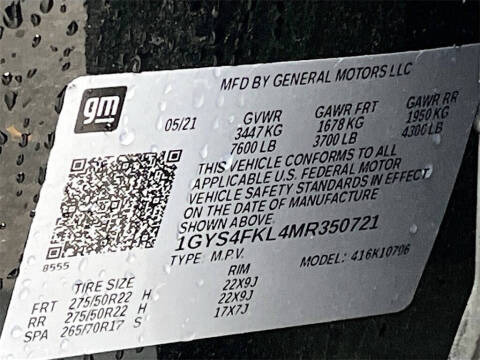 MFD BY GENERAL MOTORS LLC
gm
05/21 GVWR GAWR FRT GAWR RR
3447 KG 1678 KG 1950 KG
7600 LB 3700 LB 4300 LB
THIS VEHICLE CONFORMS TO ALL
APPLICABLE U.S. FEDERAL MOTOR
VEHICLE SAFETY STANDARDS IN EFFECT
ON THE DATE OF MANUFACTURE
SHOWN ABOVE.
1GYS4FKL4MR350721
8555 TYPE: M.P.V. MODEL: 416K10706
TIRE SIZE RIM
FRT 275/50R22 H 22X9J
RR 275/50R22 H 22X9J
SPA 265/70R17 S 17X7J